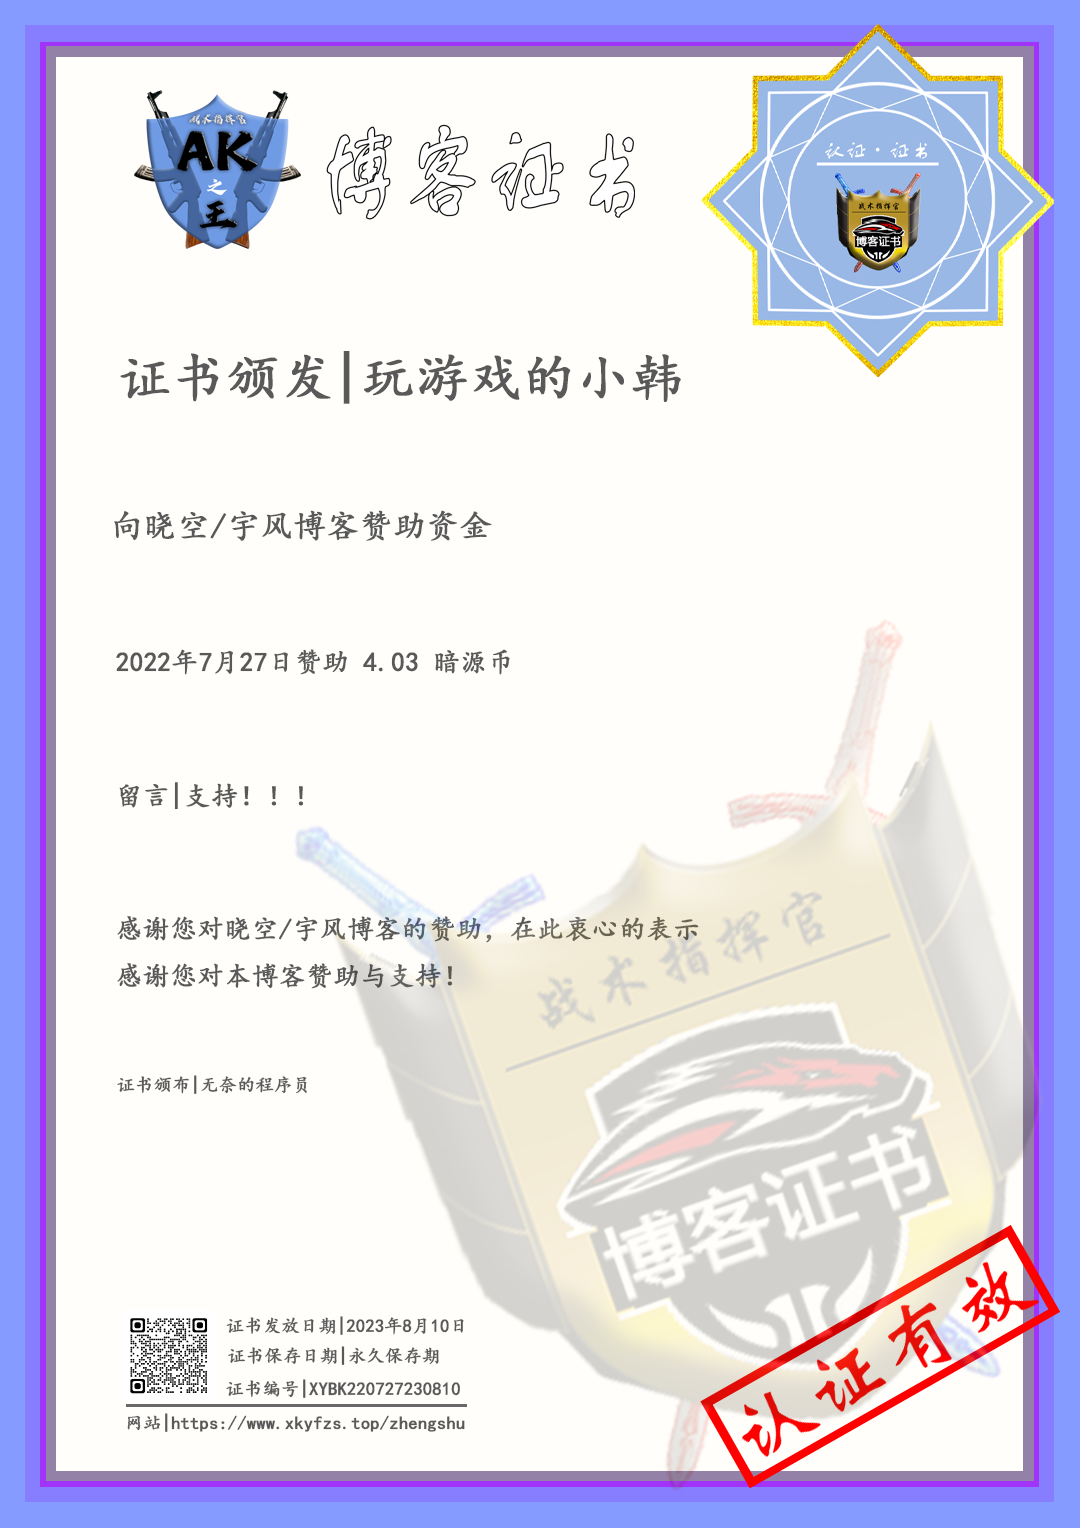 战术指挥官
AK
之
王
博客证书
认证·证书
战术指挥官
博客证书
证书颁发|玩游戏的小韩
向晓空/宇风博客赞助资金
2022年7月27日赞助 4.03 暗源币
留言|支持！！！
感谢您对晓空/宇风博客的赞助，在此衷心的表示
感谢您对本博客赞助与支持！
战术指挥官
博客证书
证书颁布|无奈的程序员
证书发放日期|2023年8月10日
证书保存日期|永久保存期
证书编号|XYBK220727230810
网站|https://www.xkyfzs.top/zhengshu
认证有效